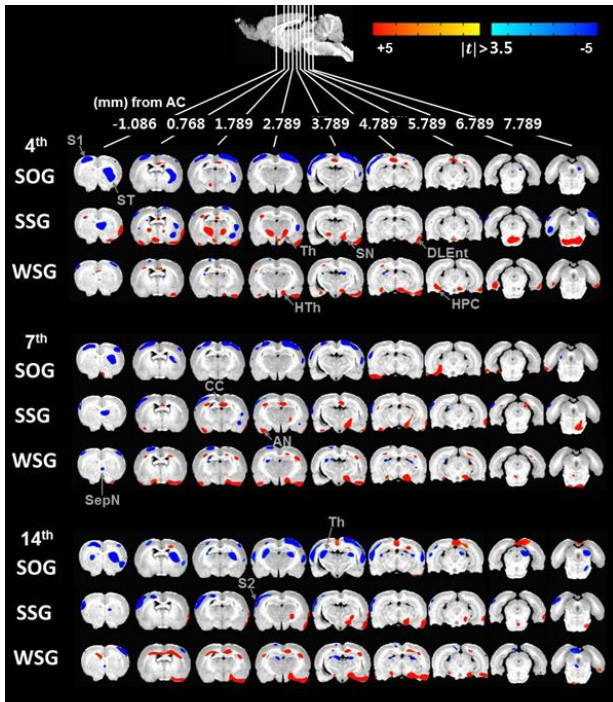 +5 |t|>3.5 -5
(mm) from AC
-1.086 0.768 1.789 2.789 3.789 4.789 5.789 6.789 7.789
4th
S1
SOG
ST
SSG
Th SN DLEnt
WSG
HTh HPC
7th
SOG
CC
SSG
AN
WSG
SepN
14th
Th
SOG
S2
SSG
WSG